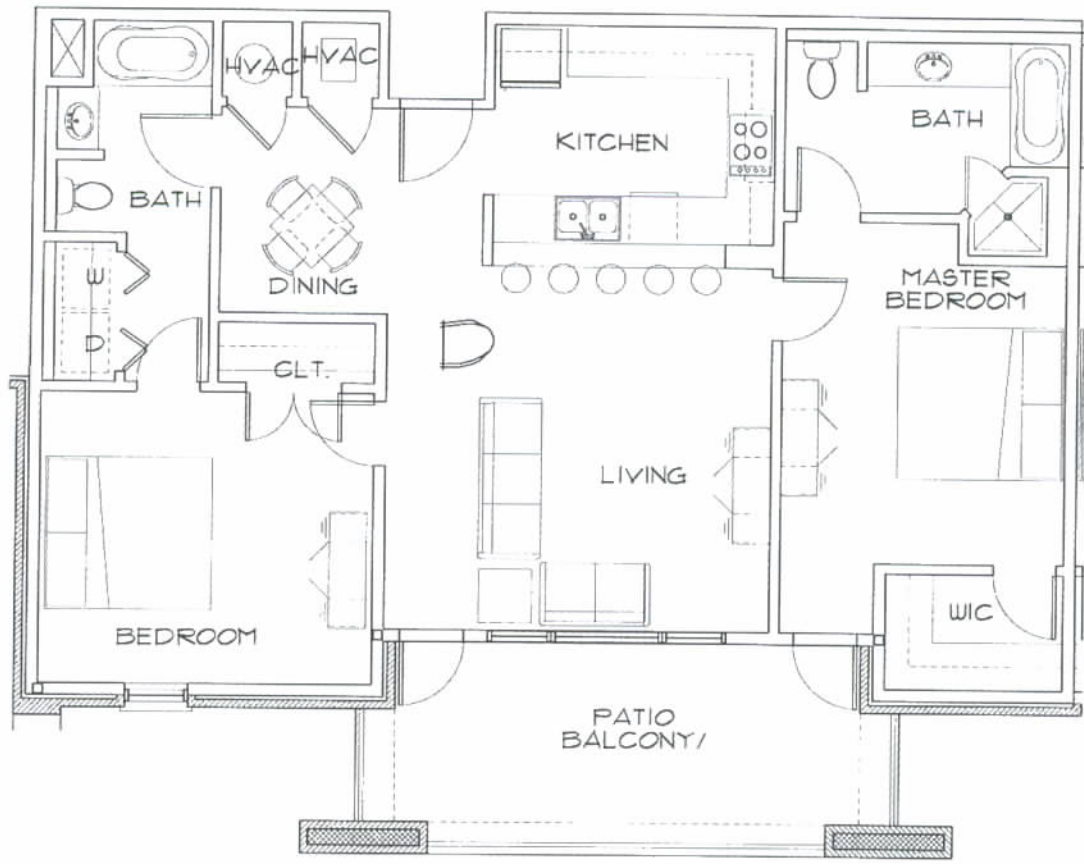 HVAC
HVAC
KITCHEN
BATH
BATH
DINING
W
D
CLT.
MASTER
BEDROOM
LIVING
BEDROOM
WIC
PATIO
BALCONY/